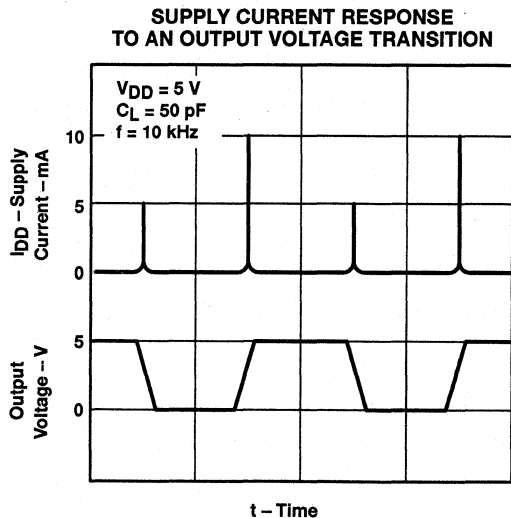 SUPPLY CURRENT RESPONSE
TO AN OUTPUT VOLTAGE TRANSITION
VDD = 5 V
CL = 50 pF
f = 10 kHz
IDD – Supply
Current – mA
10
5
0
Output
Voltage – V
5
0
t – Time